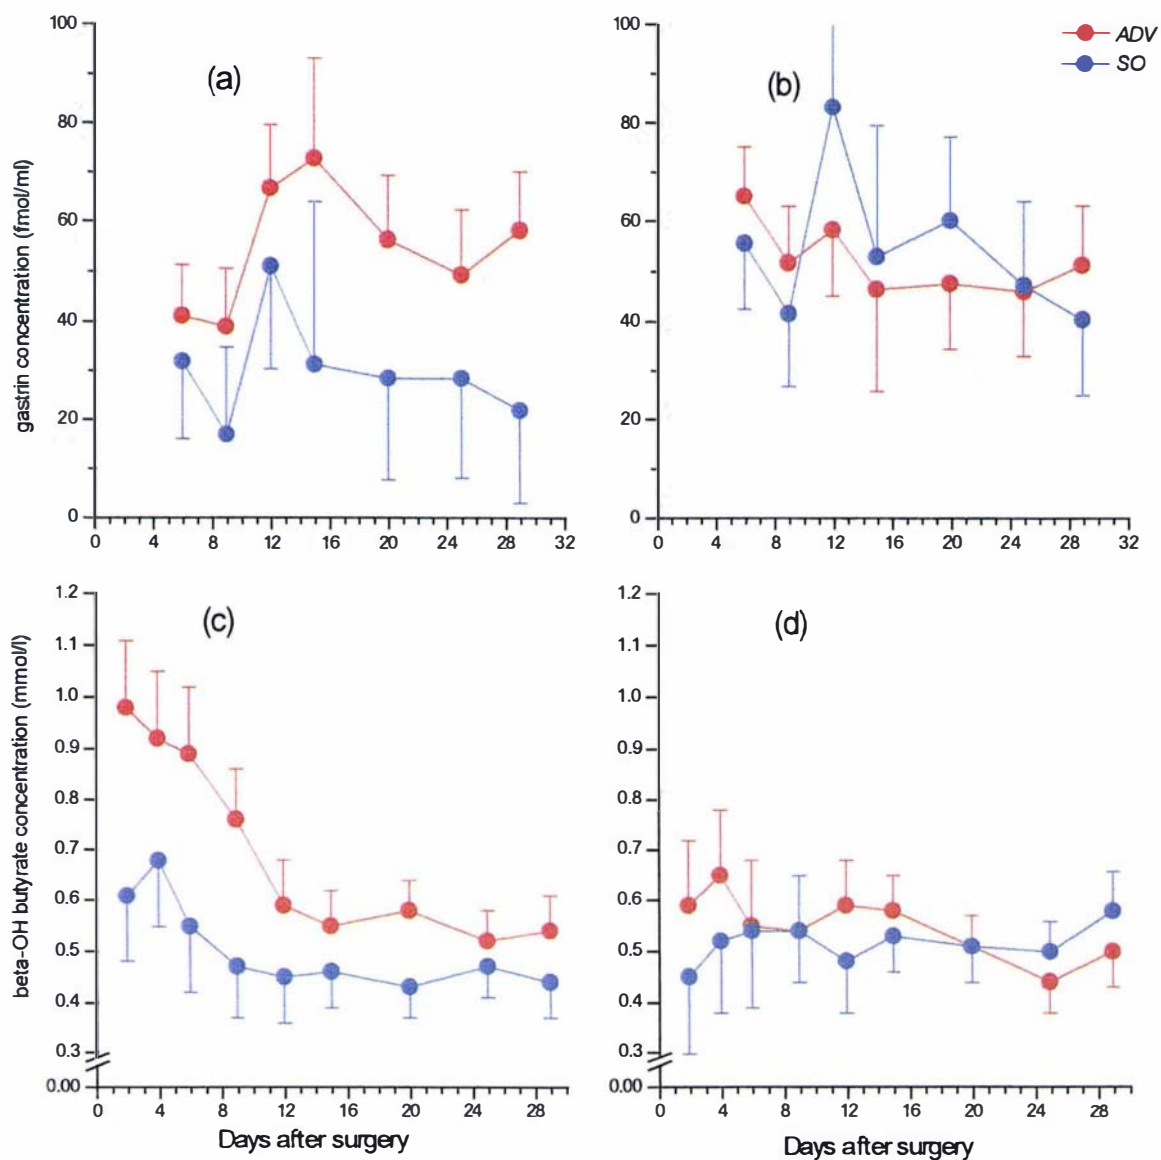 ADV
SO
(a)
(b)
gastrin concentration (fmol/ml)
100
80
60
40
20
0
0 4 8 12 16 20 24 28 32
100
80
60
40
20
0
0 4 8 12 16 20 24 28 32
(c)
(d)
beta-OH butyrate concentration (mmol/l)
1.2
1.1
1.0
0.9
0.8
0.7
0.6
0.5
0.4
0.3
0.00
0 4 8 12 16 20 24 28
Days after surgery
1.2
1.1
1.0
0.9
0.8
0.7
0.6
0.5
0.4
0.3
0.00
0 4 8 12 16 20 24 28
Days after surgery